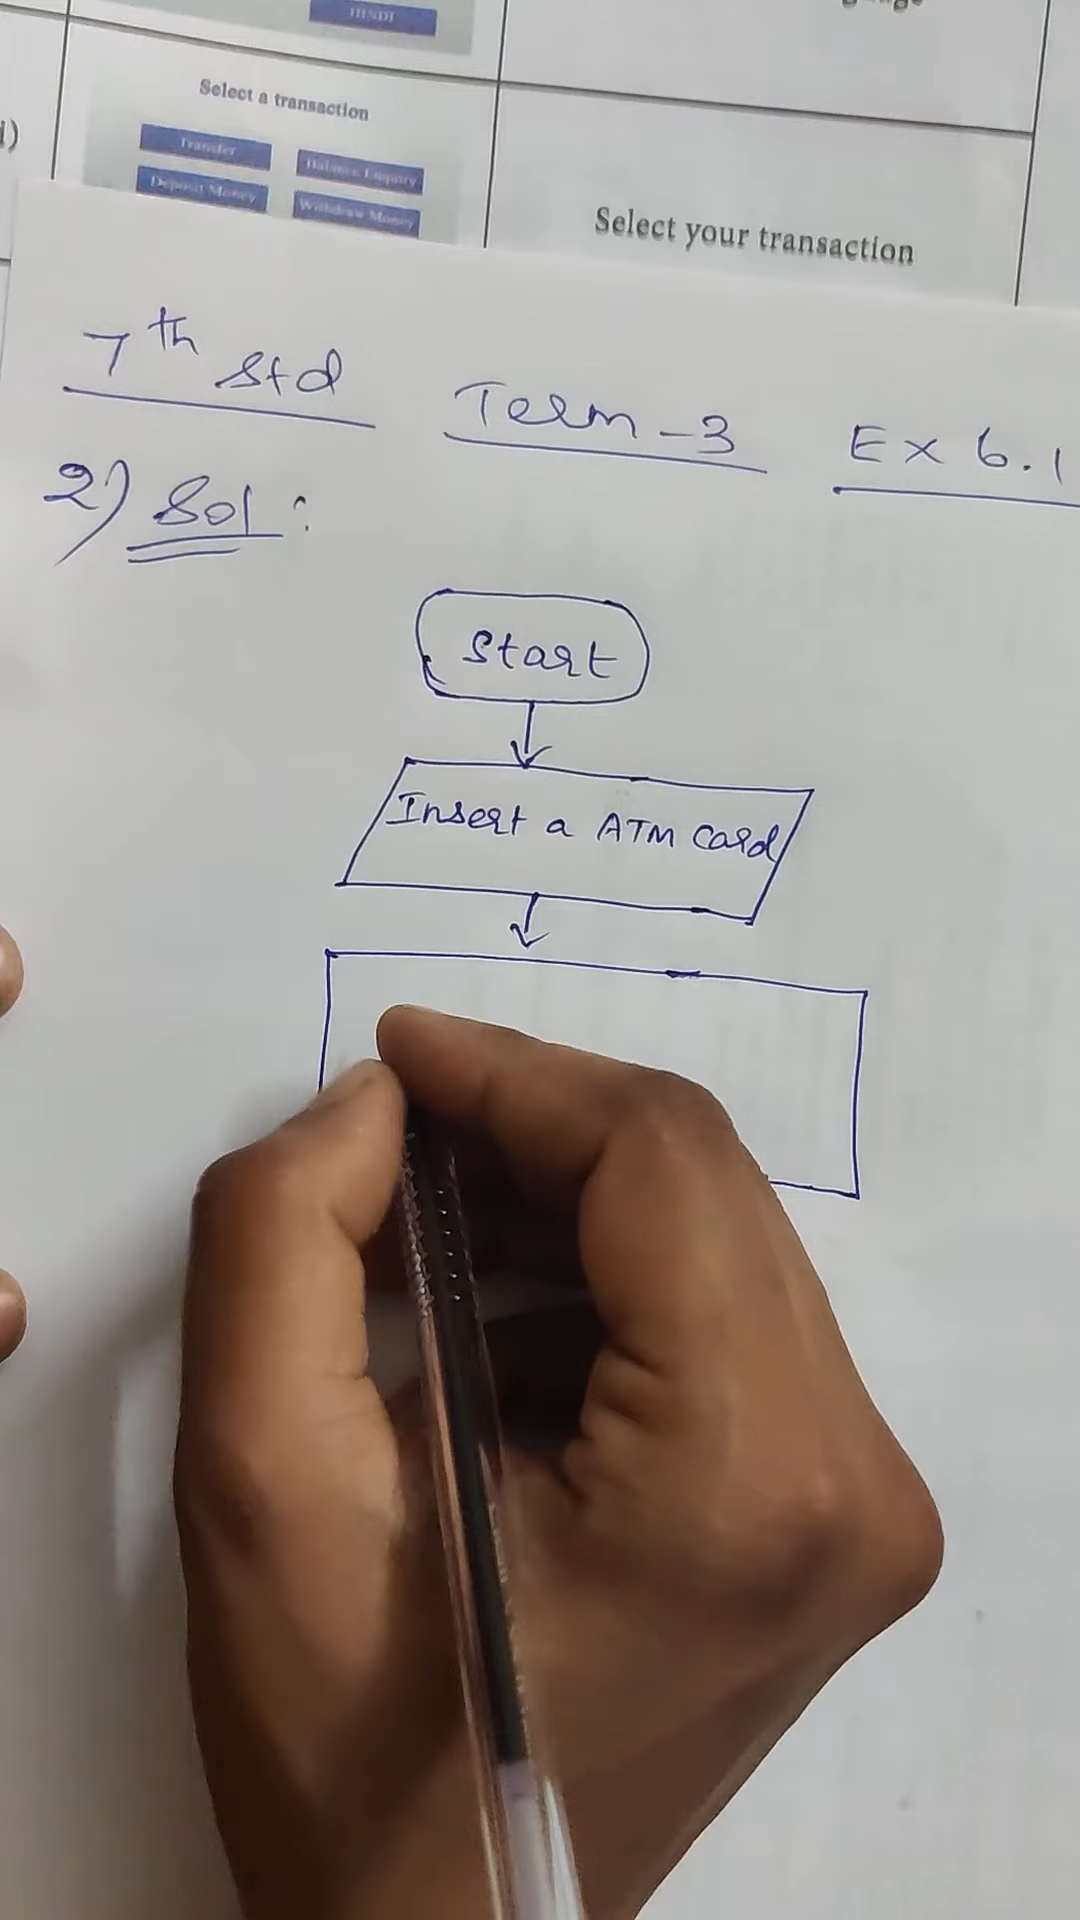 HINDI
Select a transaction
Transfer
Balance Enquiry
Deposit Money
Withdraw Money
Select your transaction
7th Std Term-3 Ex 6.1
2) Sol:
Start
Insert a ATM Card